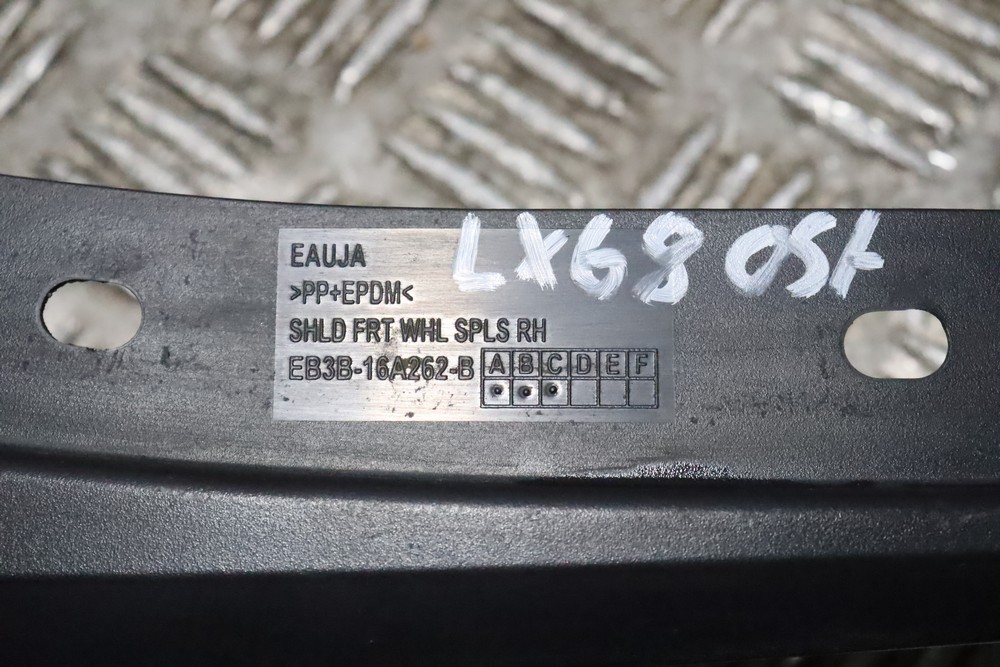 LX68 OSF
EAUJA
>PP+EPDM<
SHLD FRT WHL SPLS RH
EB3B-16A262-B A B C D E F